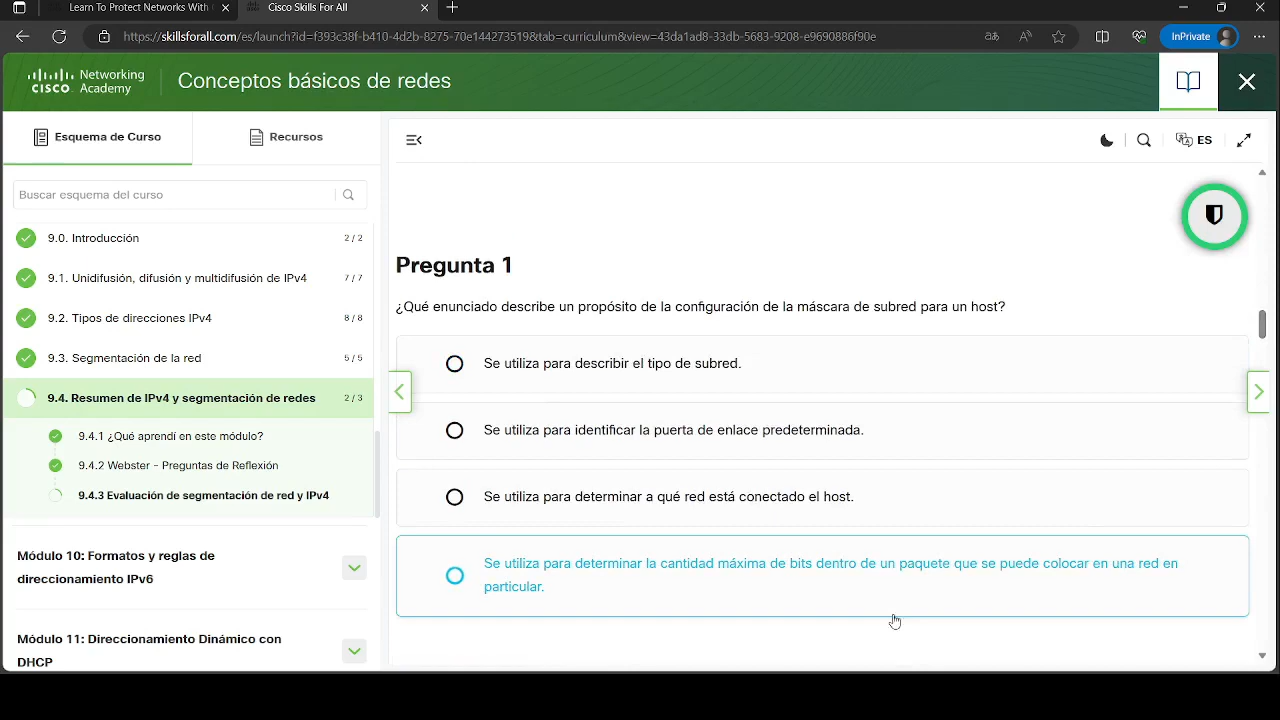 Learn To Protect Networks With
Cisco Skills For All
https://skillsforall.com/es/launch?id=f393c38f-b410-4d2b-8275-70e144273519&tab=curriculum&view=43da1ad8-33db-5683-9208-e9690886f90e
InPrivate
Networking
CISCO Academy
Conceptos básicos de redes
Esquema de Curso
Recursos
ES
Buscar esquema del curso
9.0. Introducción 2 / 2
9.1. Unidifusión, difusión y multidifusión de IPv4 7 / 7
9.2. Tipos de direcciones IPv4 8 / 8
9.3. Segmentación de la red 5 / 5
9.4. Resumen de IPv4 y segmentación de redes 2 / 3
9.4.1 ¿Qué aprendí en este módulo?
9.4.2 Webster - Preguntas de Reflexión
9.4.3 Evaluación de segmentación de red y IPv4
Módulo 10: Formatos y reglas de
direccionamiento IPv6
Módulo 11: Direccionamiento Dinámico con
DHCP
Pregunta 1
¿Qué enunciado describe un propósito de la configuración de la máscara de subred para un host?
Se utiliza para describir el tipo de subred.
Se utiliza para identificar la puerta de enlace predeterminada.
Se utiliza para determinar a qué red está conectado el host.
Se utiliza para determinar la cantidad máxima de bits dentro de un paquete que se puede colocar en una red en
particular.